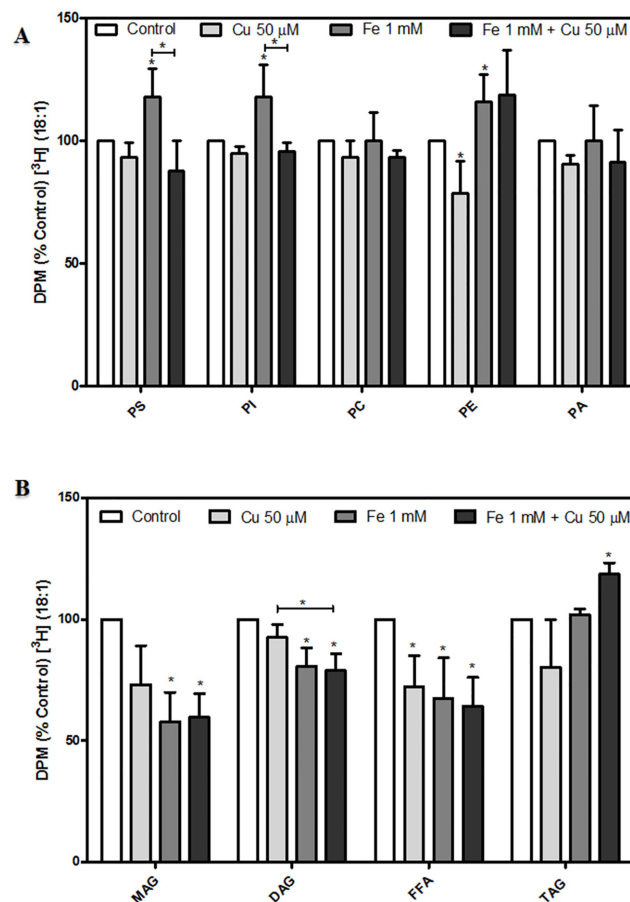 A
150
Control
Cu 50 µM
Fe 1 mM
Fe 1 mM + Cu 50 µM
*
*
*
*
*
*
100
50
0
DPM (% Control) [³H] (18:1)
PS
PI
PC
PE
PA
B
150
Control
Cu 50 µM
Fe 1 mM
Fe 1 mM + Cu 50 µM
*
*
*
*
*
*
*
*
*
100
50
0
DPM (% Control) [³H] (18:1)
MAG
DAG
FFA
TAG